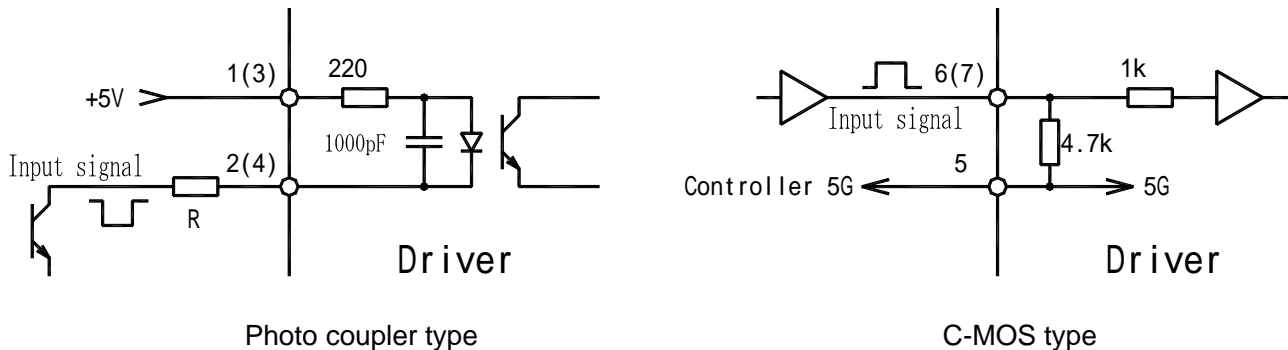 1(3)
220
+5V
1000pF
Input signal
2(4)
R
Driver
Photo coupler type
6(7)
1k
Input signal
4.7k
5
Controller 5G
5G
Driver
C-MOS type